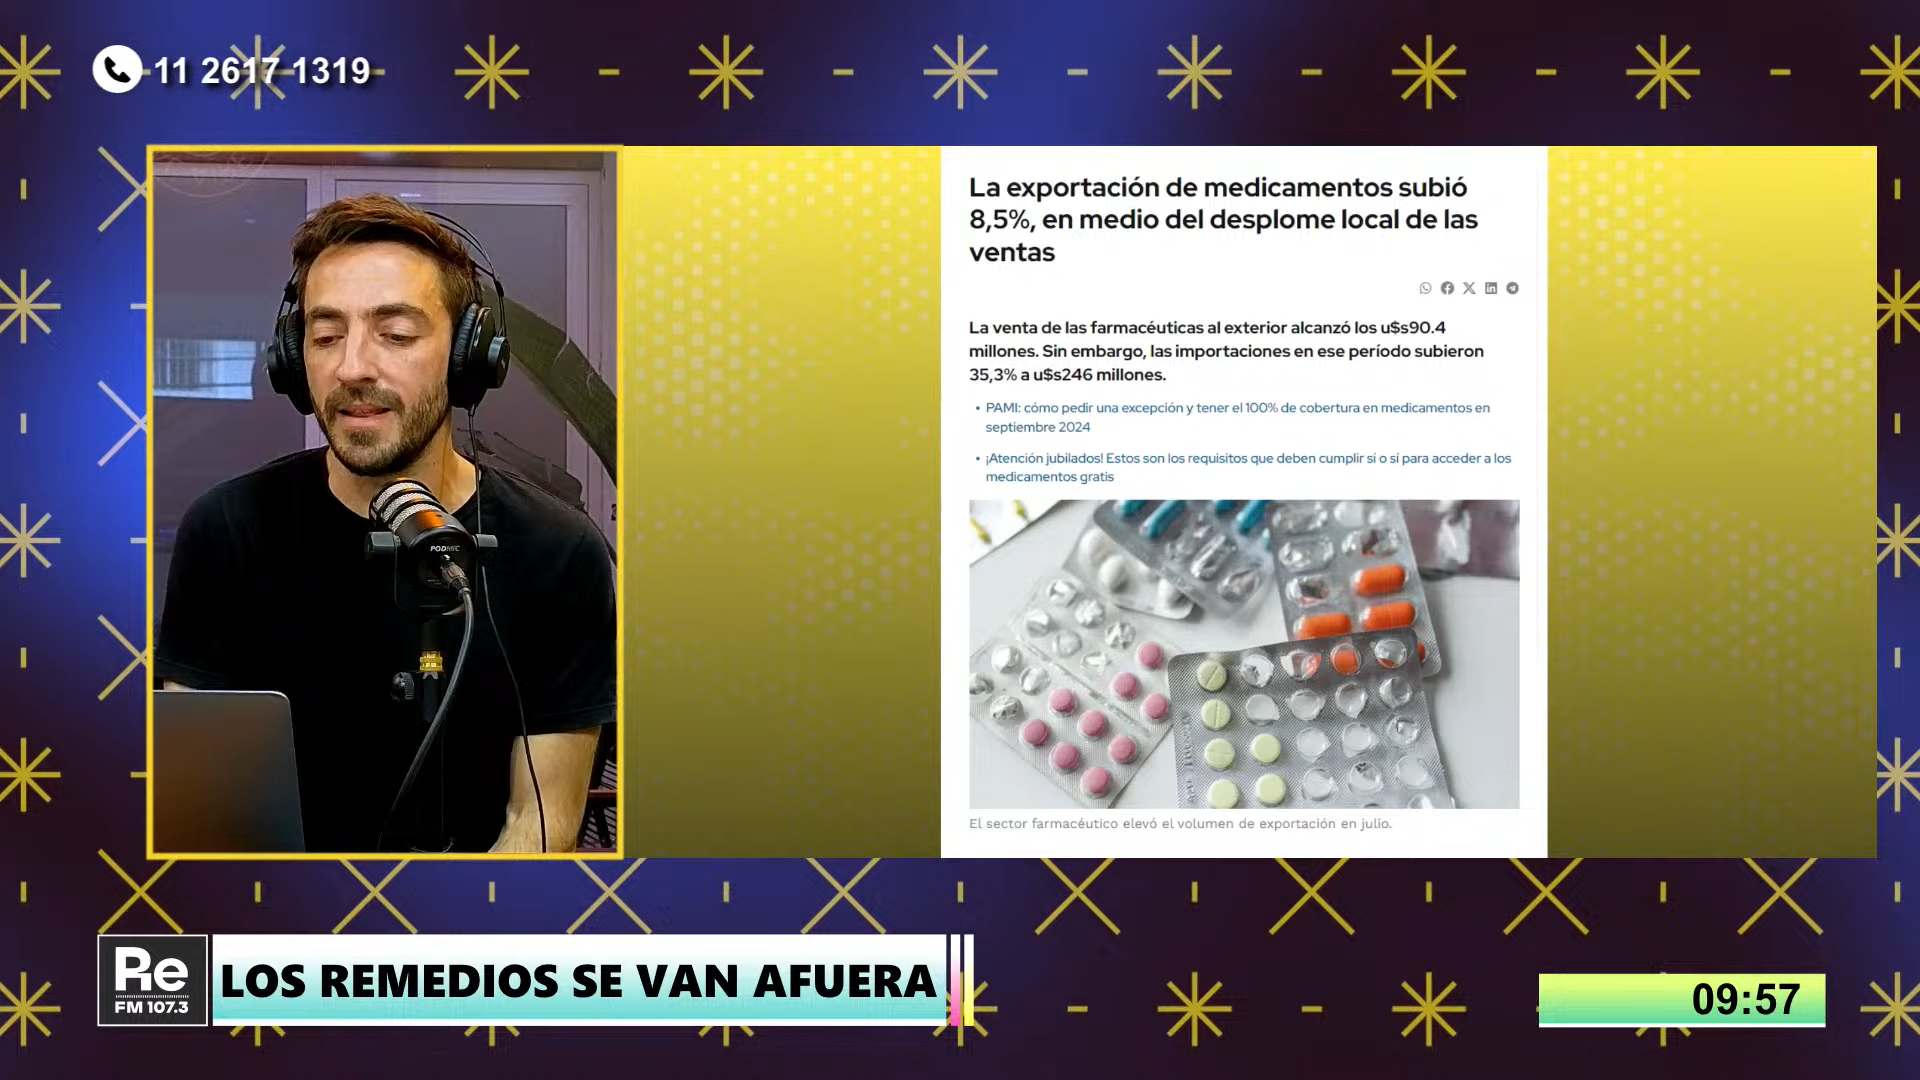 11 2617 1319
La exportación de medicamentos subió
8,5%, en medio del desplome local de las
ventas
La venta de las farmacéuticas al exterior alcanzó los u$s90.4
millones. Sin embargo, las importaciones en ese período subieron
35,3% a u$s246 millones.
• PAMI: cómo pedir una excepción y tener el 100% de cobertura en medicamentos en
septiembre 2024
• ¡Atención jubilados! Estos son los requisitos que deben cumplir sí o sí para acceder a los
medicamentos gratis
PODMIC
El sector farmacéutico elevó el volumen de exportación en julio.
Re
FM 107.3
LOS REMEDIOS SE VAN AFUERA
09:57